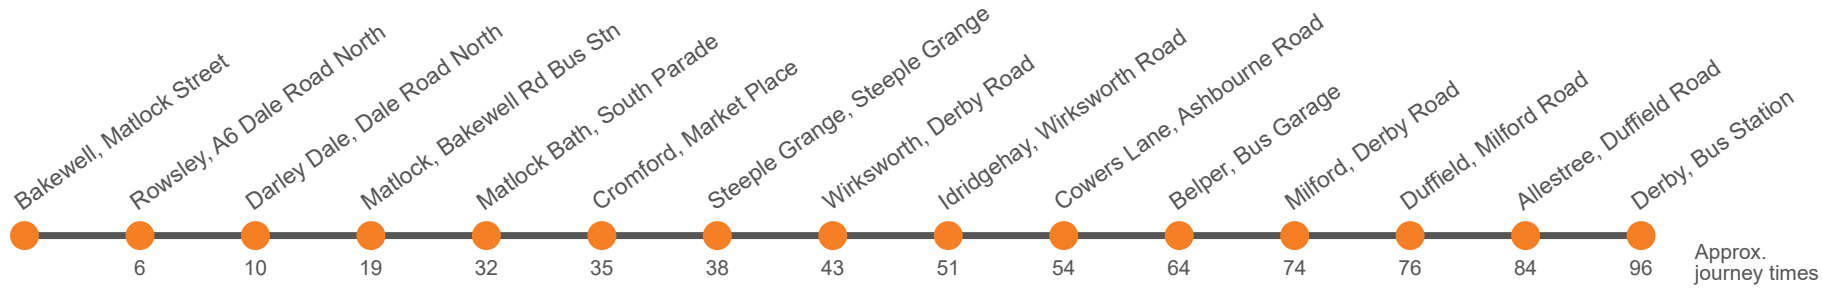 Bakewell, Matlock Street
Rowsley, A6 Dale Road North
Darley Dale, Dale Road North
Matlock, Bakewell Rd Bus Stn
Matlock Bath, South Parade
Cromford, Market Place
Steeple Grange, Steeple Grange
Wirksworth, Derby Road
Idridgehay, Wirksworth Road
Cowers Lane, Ashbourne Road
Belper, Bus Garage
Milford, Derby Road
Duffield, Milford Road
Allestree, Duffield Road
Derby, Bus Station
6 10 19 32 35 38 43 51 54 64 74 76 84 96
Approx.
journey times